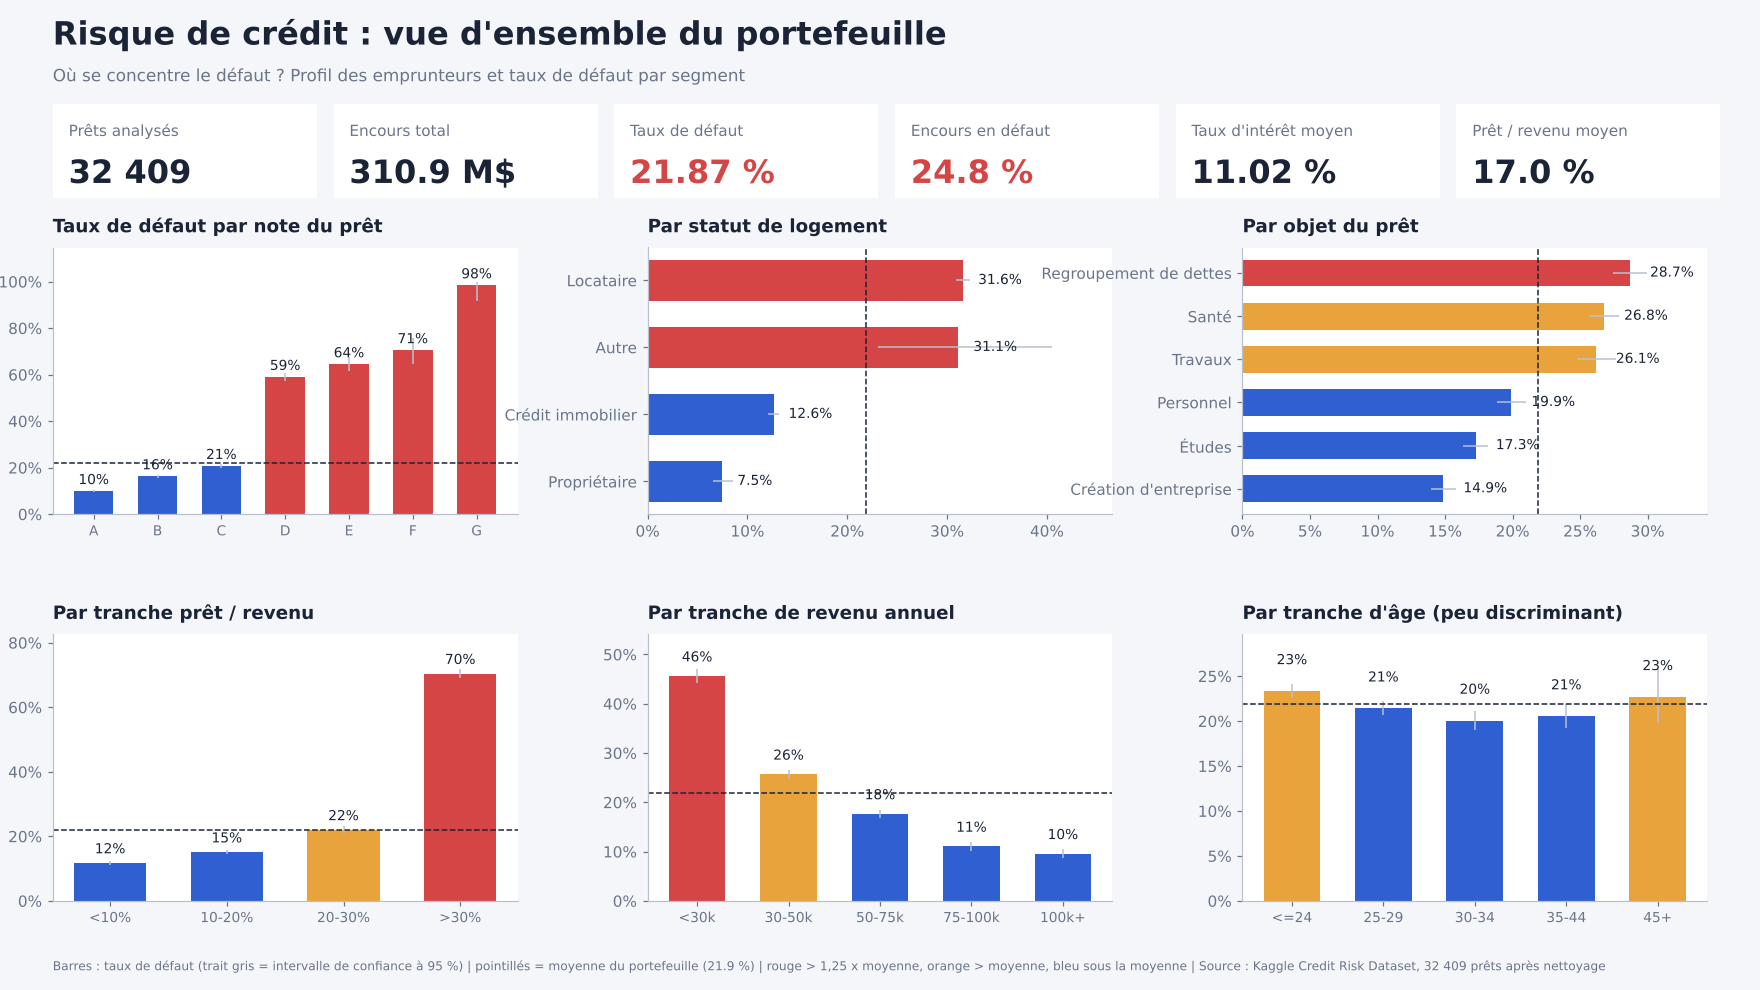 Risque de crédit : vue d'ensemble du portefeuille
Où se concentre le défaut ? Profil des emprunteurs et taux de défaut par segment
Prêts analysés
32 409
Encours total
310.9 M$
Taux de défaut
21.87 %
Encours en défaut
24.8 %
Taux d'intérêt moyen
11.02 %
Prêt / revenu moyen
17.0 %
Taux de défaut par note du prêt
100%
80%
60%
40%
20%
0%
10%
16%
21%
59%
64%
71%
98%
A
B
C
D
E
F
G
Par statut de logement
Locataire
31.6%
Autre
31.1%
Crédit immobilier
12.6%
Propriétaire
7.5%
0%
10%
20%
30%
40%
Par objet du prêt
Regroupement de dettes
28.7%
Santé
26.8%
Travaux
26.1%
Personnel
19.9%
Études
17.3%
Création d'entreprise
14.9%
0%
5%
10%
15%
20%
25%
30%
Par tranche prêt / revenu
80%
60%
40%
20%
0%
12%
15%
22%
70%
<10%
10-20%
20-30%
>30%
Par tranche de revenu annuel
50%
40%
30%
20%
10%
0%
46%
26%
18%
11%
10%
<30k
30-50k
50-75k
75-100k
100k+
Par tranche d'âge (peu discriminant)
25%
20%
15%
10%
5%
0%
23%
21%
20%
21%
23%
<=24
25-29
30-34
35-44
45+
Barres : taux de défaut (trait gris = intervalle de confiance à 95 %) | pointillés = moyenne du portefeuille (21.9 %) | rouge > 1,25 x moyenne, orange > moyenne, bleu sous la moyenne | Source : Kaggle Credit Risk Dataset, 32 409 prêts après nettoyage